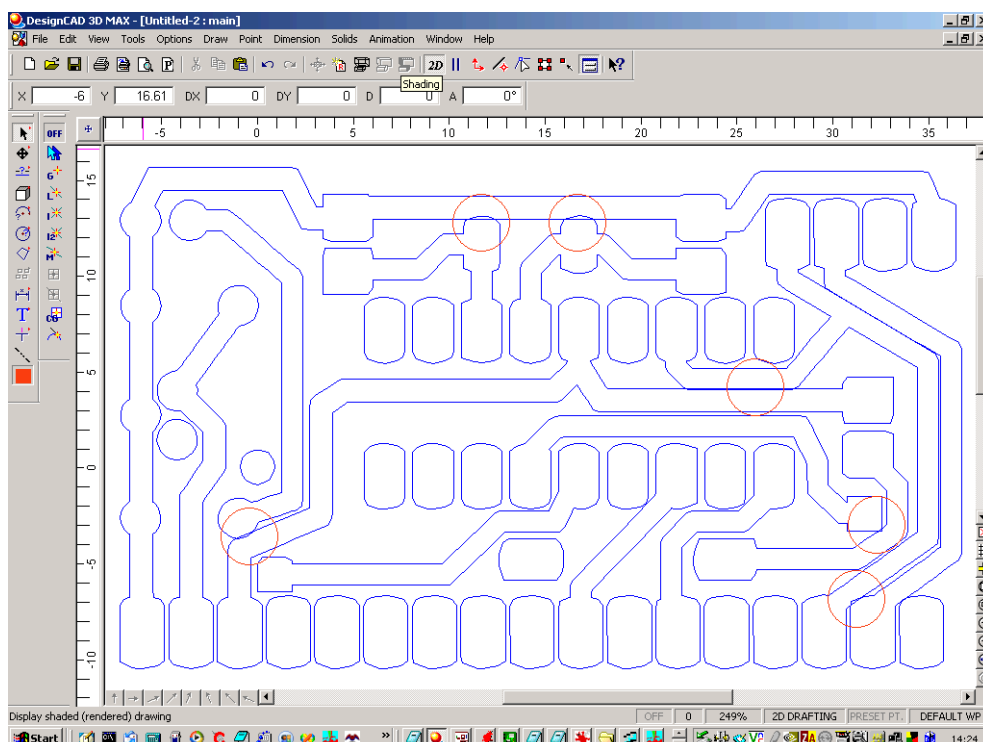 DesignCAD 3D MAX - [Untitled-2 : main]
File Edit View Tools Options Draw Point Dimension Solids Animation Window Help
2D
Shading
X -6 Y 16.61 DX 0 DY 0 D 0 A 0°
OFF
-5 0 5 10 15 20 25 30 35
15
10
5
0
-5
-10
Display shaded (rendered) drawing OFF 0 249% 2D DRAFTING PRESET PT. DEFAULT WP
Start » 14:24